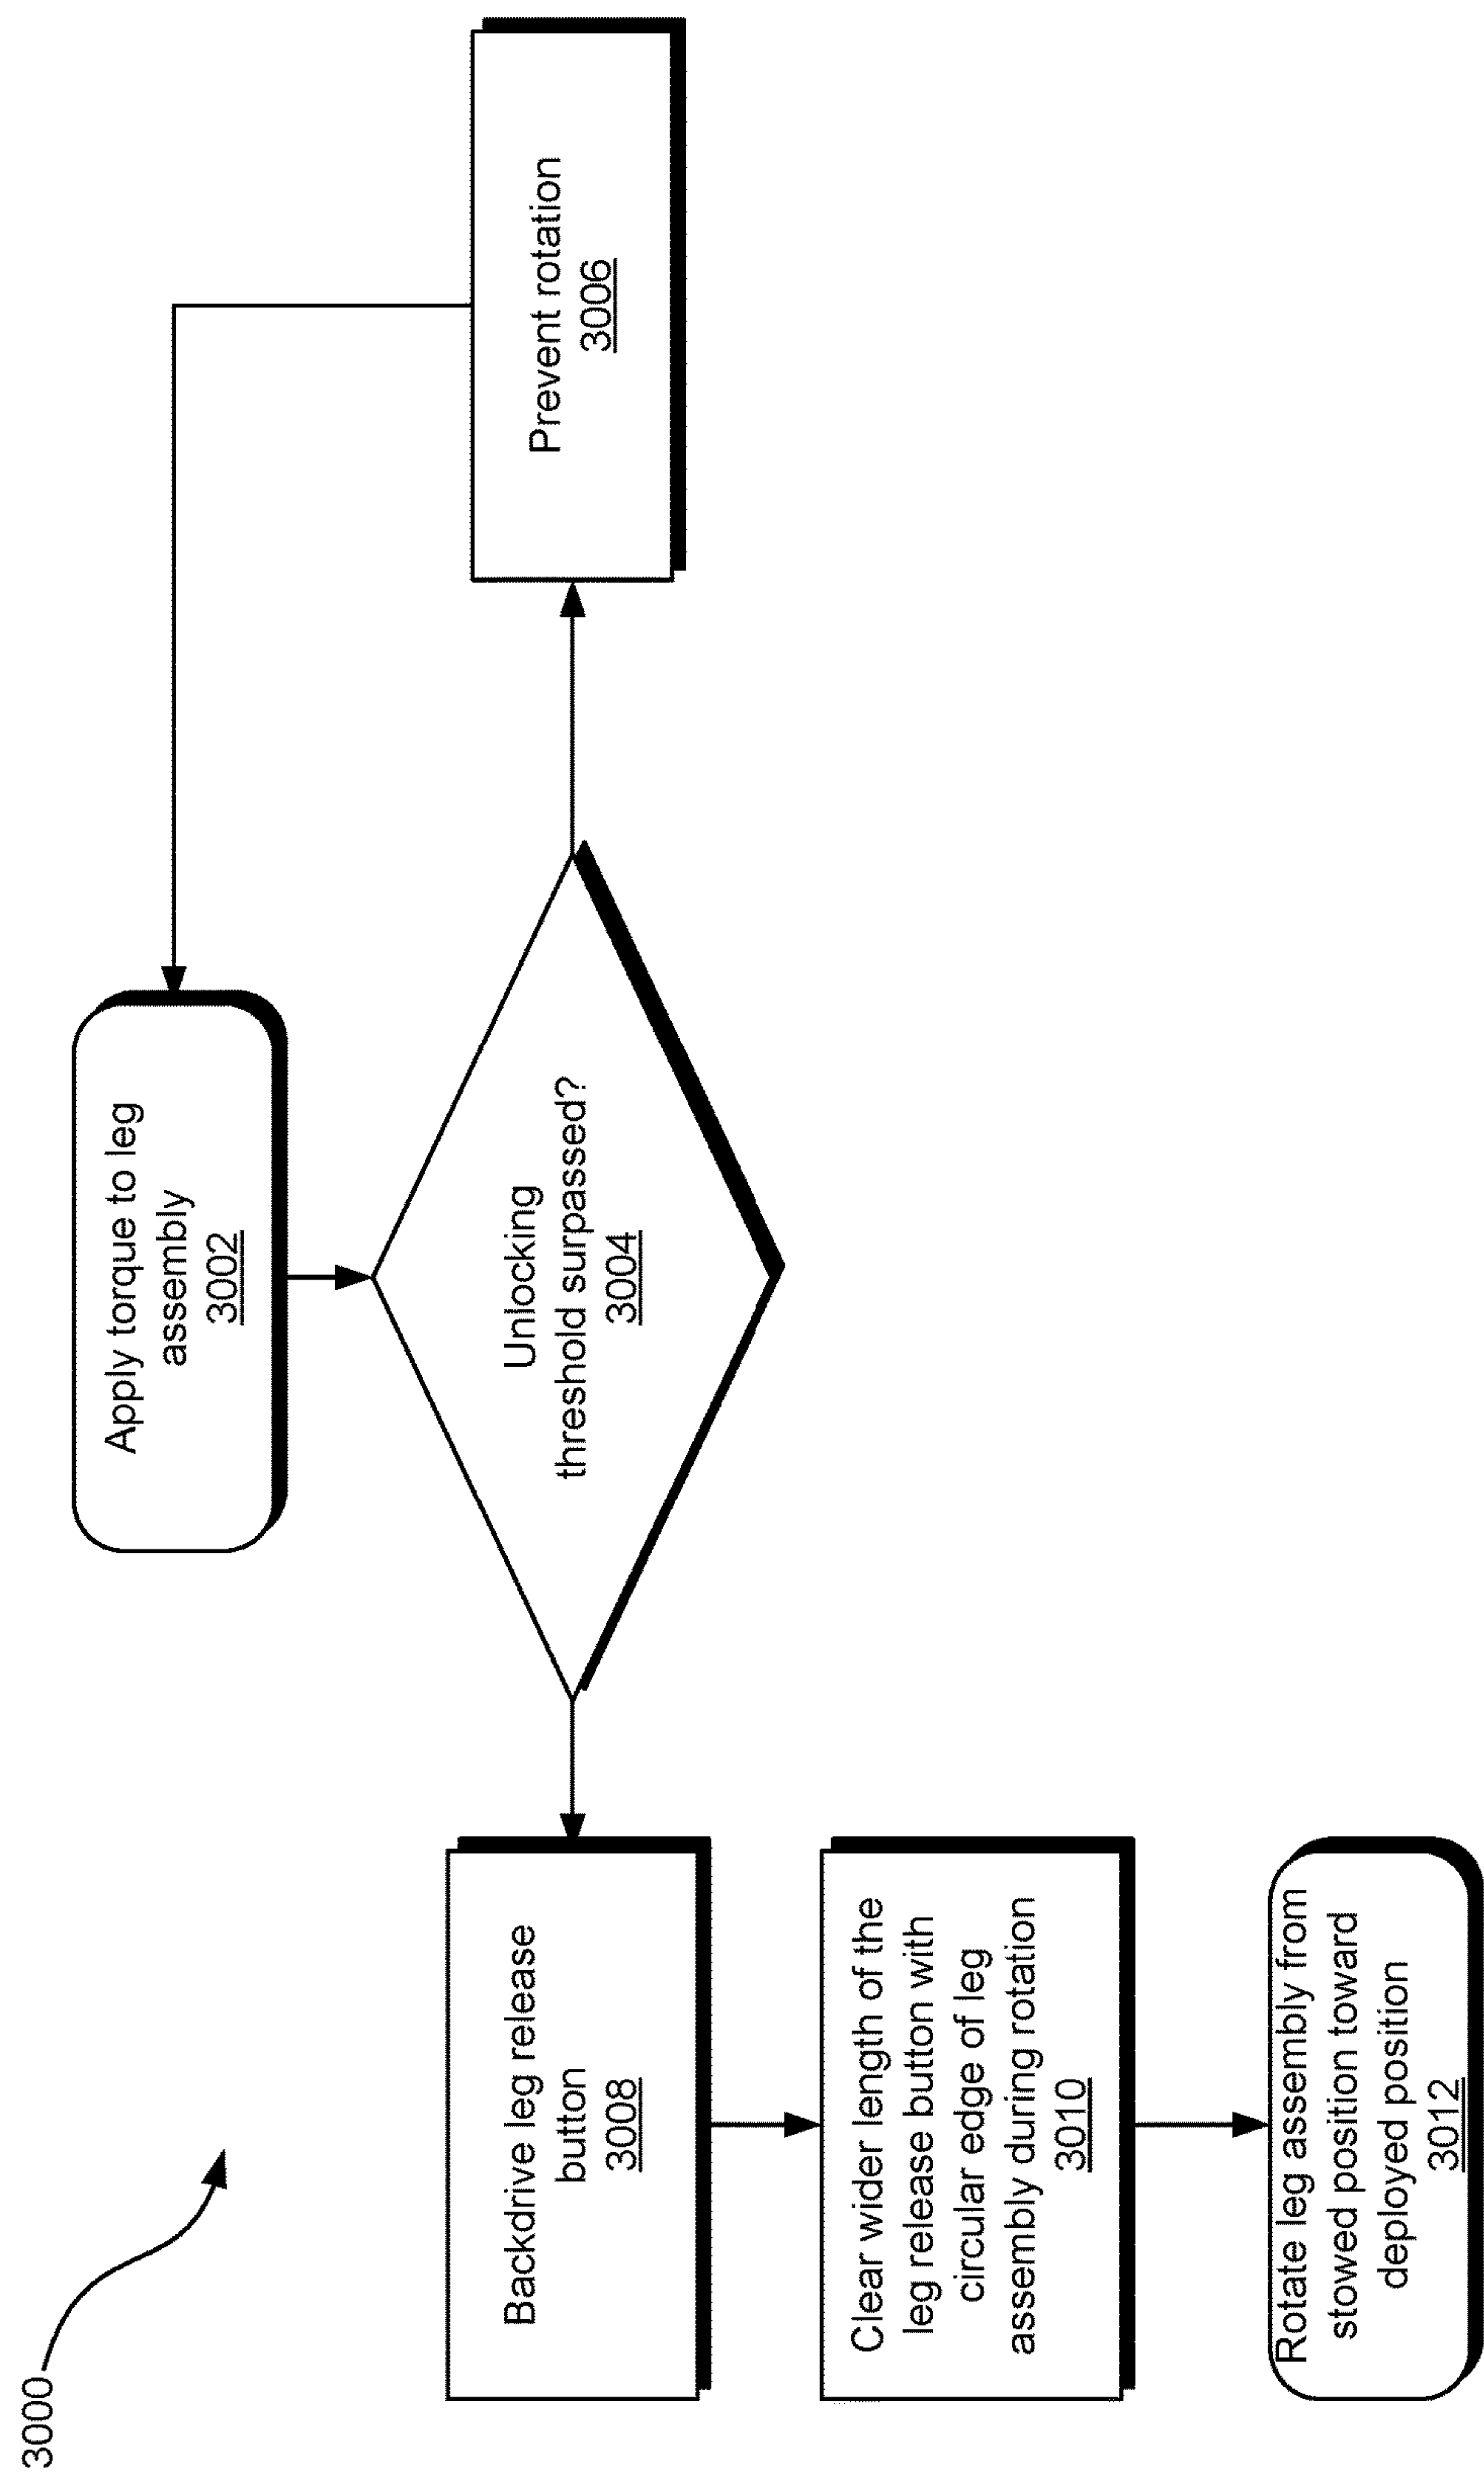 3000
Apply torque to leg
assembly
3002
Unlocking
threshold surpassed?
3004
Prevent rotation
3006
Backdrive leg release
button
3008
Clear wider length of the
leg release button with
circular edge of leg
assembly during rotation
3010
Rotate leg assembly from
stowed position toward
deployed position
3012